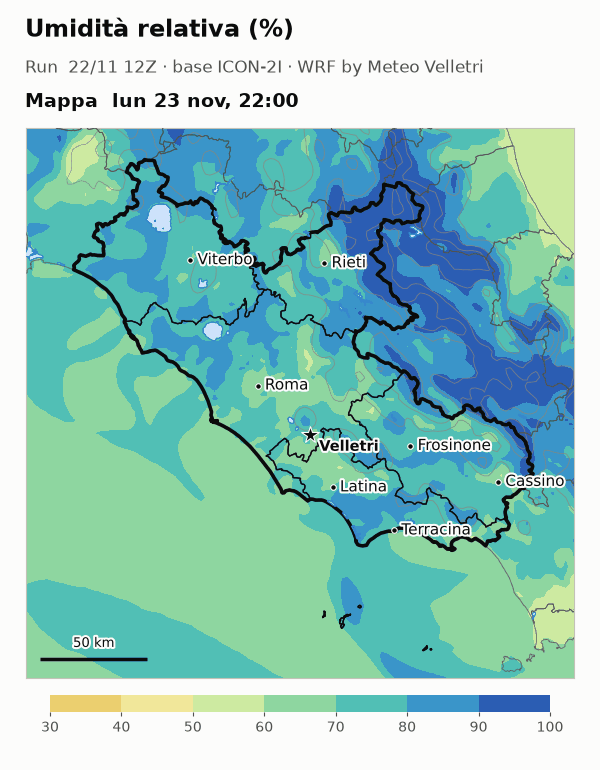 Umidità relativa (%)
Run  22/11 12Z · base ICON-2I · WRF by Meteo Velletri
Mappa  lun 23 nov, 22:00
Viterbo
Rieti
Roma
Velletri
Frosinone
Latina
Cassino
Terracina
50 km
30 40 50 60 70 80 90 100